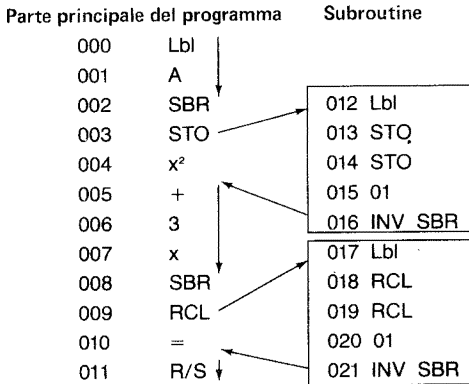 Parte principale del programma Subroutine
000 Lbl
001 A
002 SBR
003 STO
004 x²
005 +
006 3
007 x
008 SBR
009 RCL
010 =
011 R/S
012 Lbl
013 STO
014 STO
015 01
016 INV SBR
017 Lbl
018 RCL
019 RCL
020 01
021 INV SBR